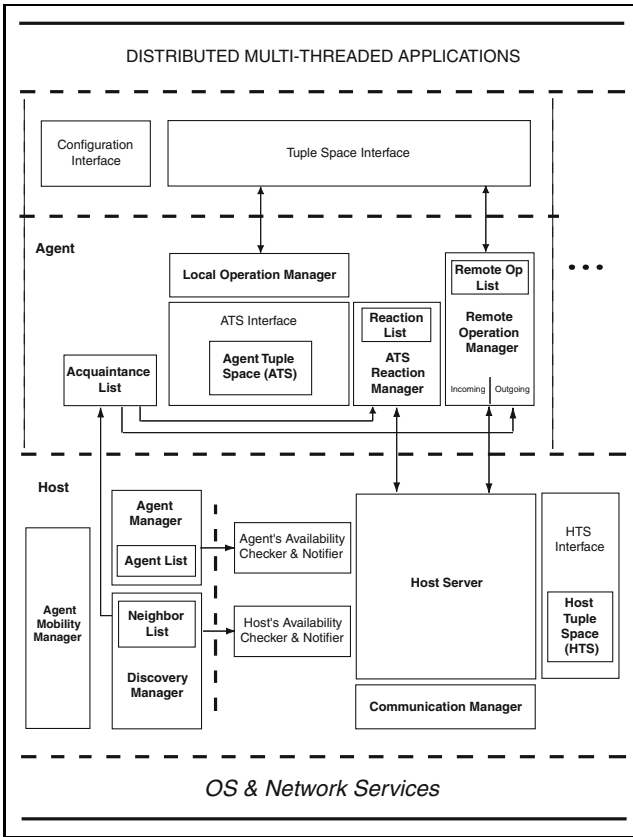 DISTRIBUTED MULTI-THREADED APPLICATIONS
Configuration
Interface
Tuple Space Interface
Agent
Local Operation Manager
Remote Op
List
Remote
Operation
Manager
Incoming
Outgoing
• • •
ATS Interface
Agent Tuple
Space (ATS)
Reaction
List
ATS
Reaction
Manager
Acquaintance
List
Host
Agent
Manager
Agent List
Agent's Availability
Checker & Notifier
Host Server
HTS
Interface
Host
Tuple
Space
(HTS)
Agent
Mobility
Manager
Neighbor
List
Discovery
Manager
Host's Availability
Checker & Notifier
Communication Manager
OS & Network Services